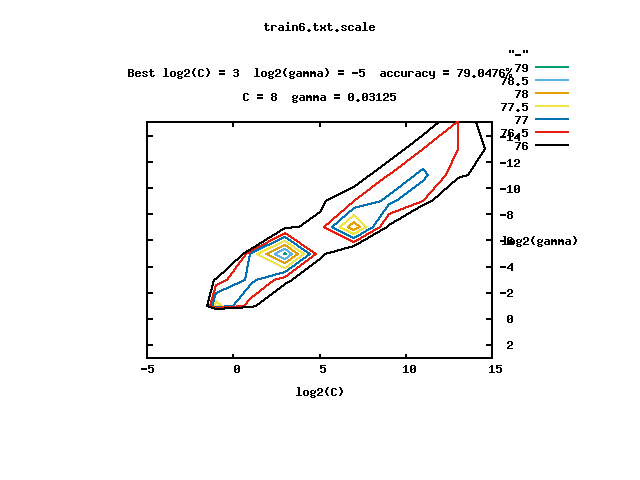 train6.txt.scale
"-"
Best log2(C) = 3  log2(gamma) = -5  accuracy = 79.0476%
79
78.5
C = 8  gamma = 0.03125
78
77.5
77
76.5
76
-14
-12
-10
-8
-6
log2(gamma)
-4
-2
0
2
-5 0 5 10 15
log2(C)